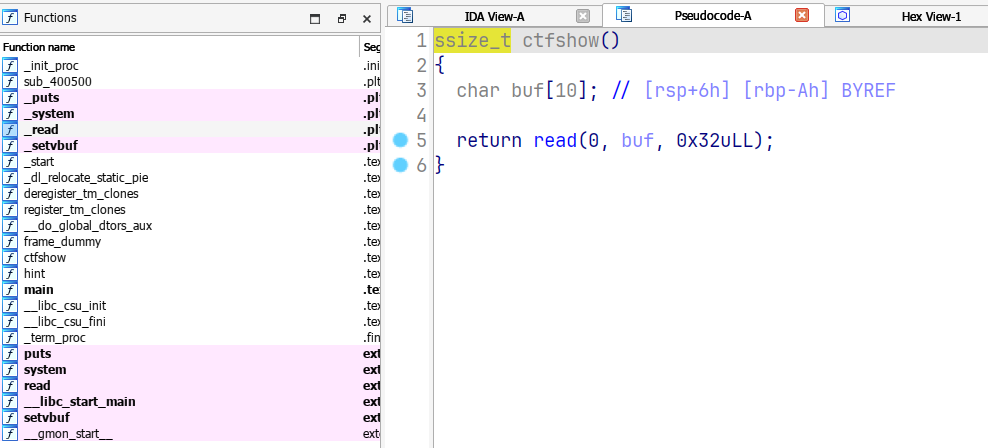 Functions
Function name Seg
f _init_proc .ini
f sub_400500 .plt
f _puts .plt
f _system .plt
f _read .plt
f _setvbuf .plt
f _start .tex
f _dl_relocate_static_pie .tex
f deregister_tm_clones .tex
f register_tm_clones .tex
f __do_global_dtors_aux .tex
f frame_dummy .tex
f ctfshow .tex
f hint .tex
f main .tex
f __libc_csu_init .tex
f __libc_csu_fini .tex
f _term_proc .fin
f puts ext
f system ext
f read ext
f __libc_start_main ext
f setvbuf ext
f __gmon_start__ ext
IDA View-A Pseudocode-A Hex View-1
1 ssize_t ctfshow()
2 {
3 char buf[10]; // [rsp+6h] [rbp-Ah] BYREF
4
5 return read(0, buf, 0x32uLL);
6 }